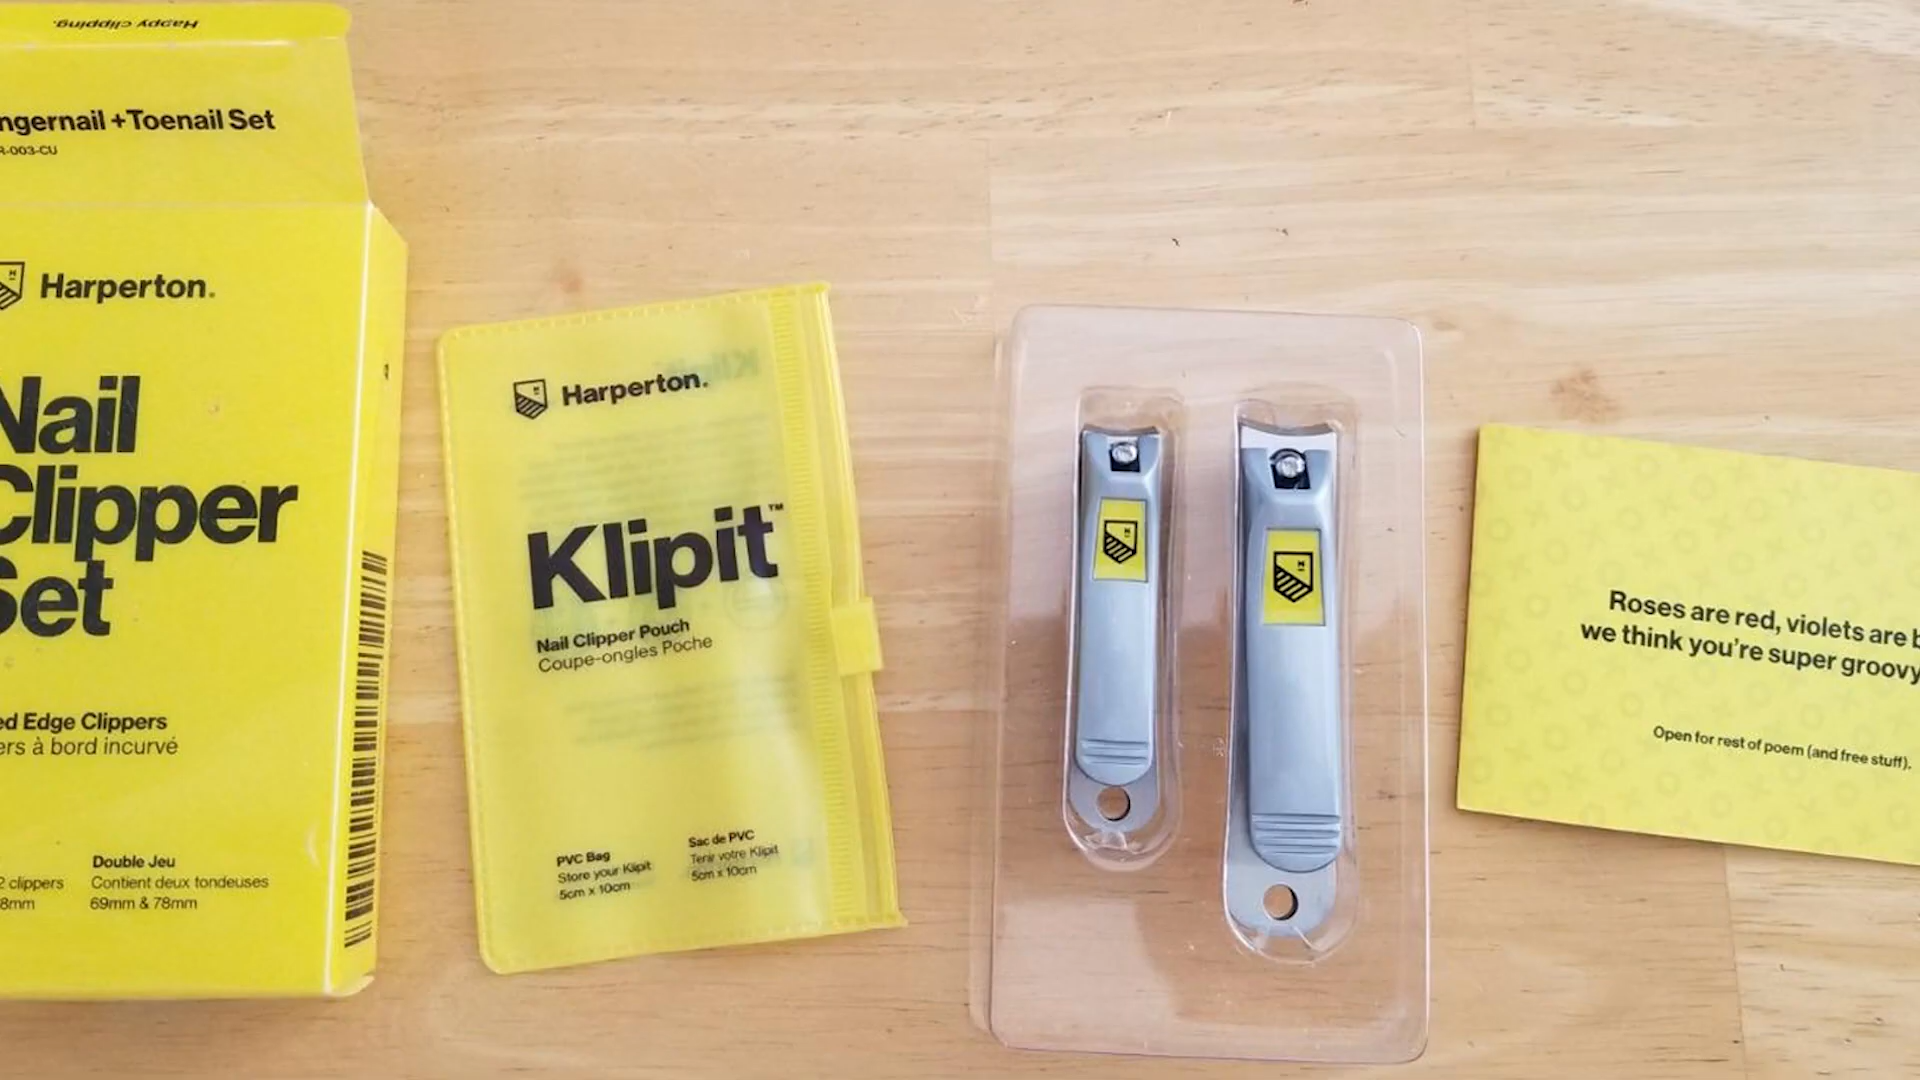 Happy clipping.
ngernail + Toenail Set
R-003-CU
Harperton.
Nail
Clipper
Set
ed Edge Clippers
ers à bord incurvé
Double Jeu
2 clippers
Contient deux tondeuses
8mm
69mm & 78mm
Harperton.
Klipit™
Nail Clipper Pouch
Coupe-ongles Poche
PVC Bag
Store your Klipit
5cm x 10cm
Sac de PVC
Tenir votre Klipit
5cm x 10cm
Roses are red, violets are b
we think you're super groovy
Open for rest of poem (and free stuff).